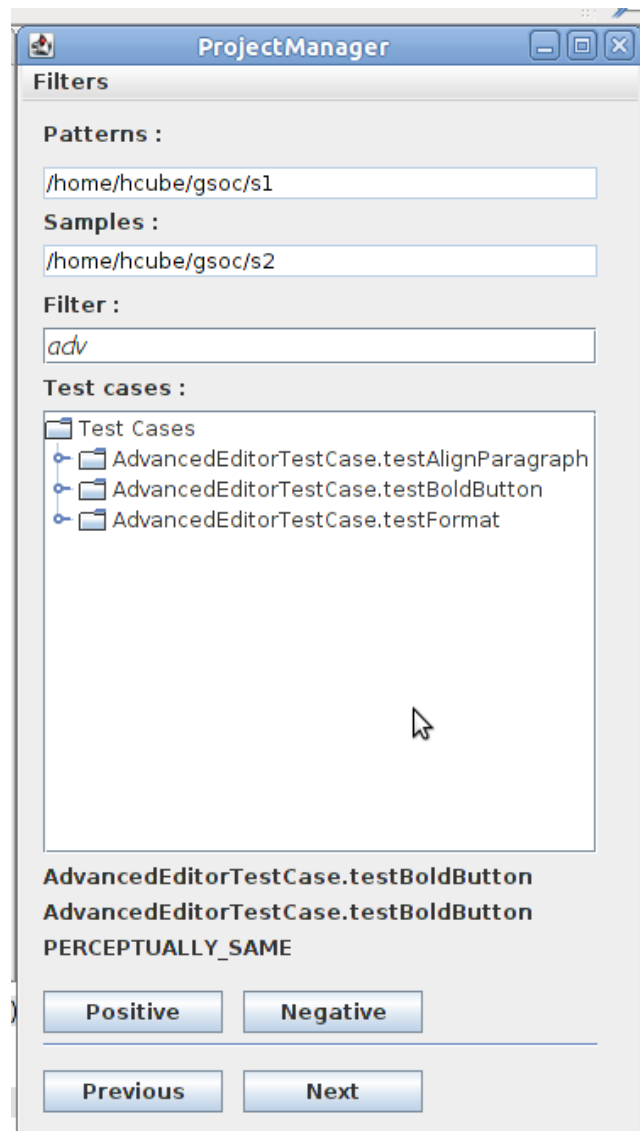 ProjectManager
Filters
Patterns :
/home/hcube/gsoc/s1
Samples :
/home/hcube/gsoc/s2
Filter :
adv
Test cases :
Test Cases
AdvancedEditorTestCase.testAlignParagraph
AdvancedEditorTestCase.testBoldButton
AdvancedEditorTestCase.testFormat
AdvancedEditorTestCase.testBoldButton
AdvancedEditorTestCase.testBoldButton
PERCEPTUALLY_SAME
Positive Negative
Previous Next